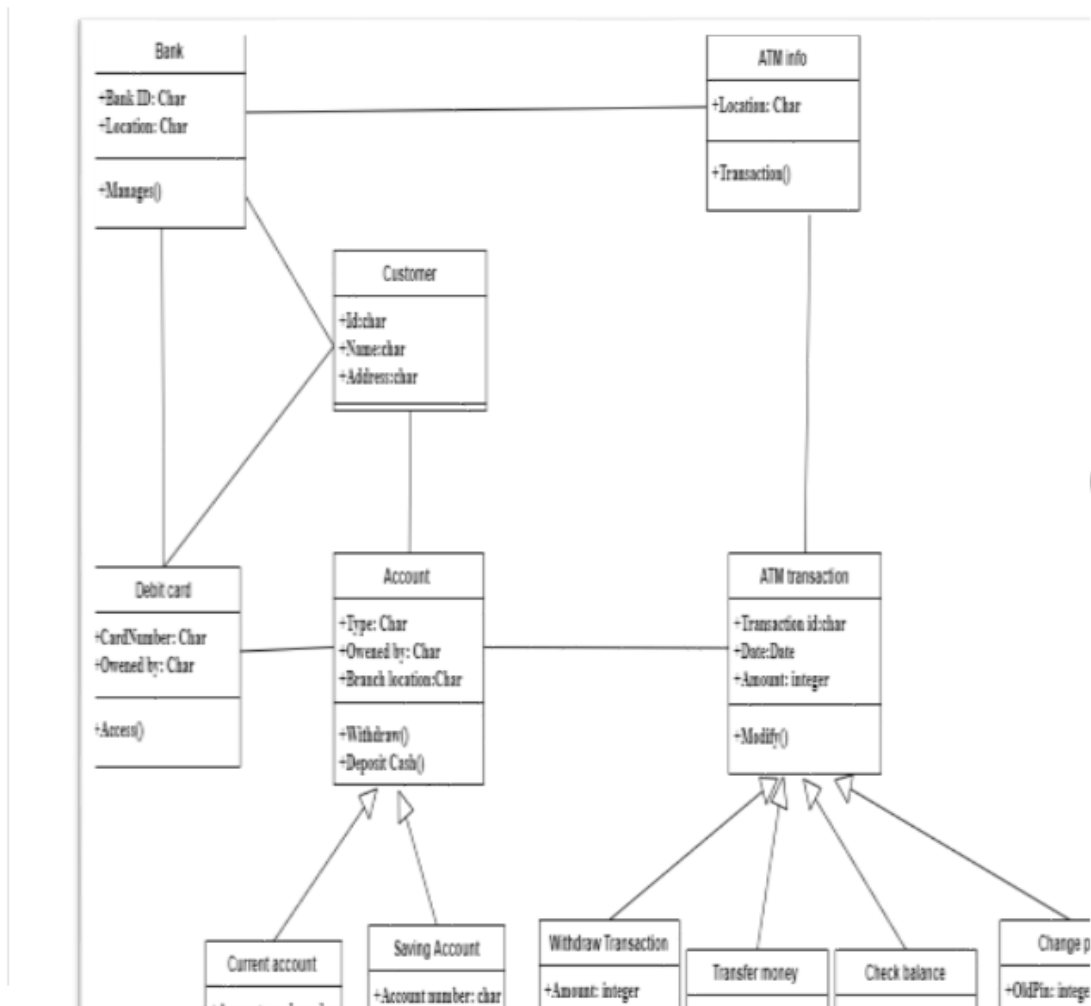 Bank
+Bank ID: Char
+Location: Char
+Manages()
ATM info
+Location: Char
+Transaction()
Customer
+Id:char
+Name:char
+Address:char
Debit card
+CardNumber: Char
+Owened by: Char
+Access()
Account
+Type: Char
+Owened by: Char
+Branch location:Char
+Withdraw()
+Deposit Cash()
ATM transaction
+Transaction id:char
+Date:Date
+Amount: integer
+Modify()
Current account
Saving Account
+Account number: char
Withdraw Transaction
+Amount: integer
Transfer money
Check balance
Change
+OldPin: